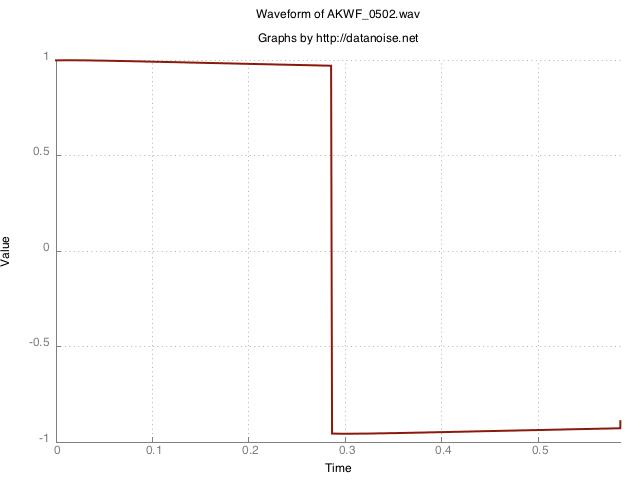 Waveform of AKWF_0502.wav
Graphs by http://datanoise.net
1
0.5
0
-0.5
-1
Value
0 0.1 0.2 0.3 0.4 0.5
Time